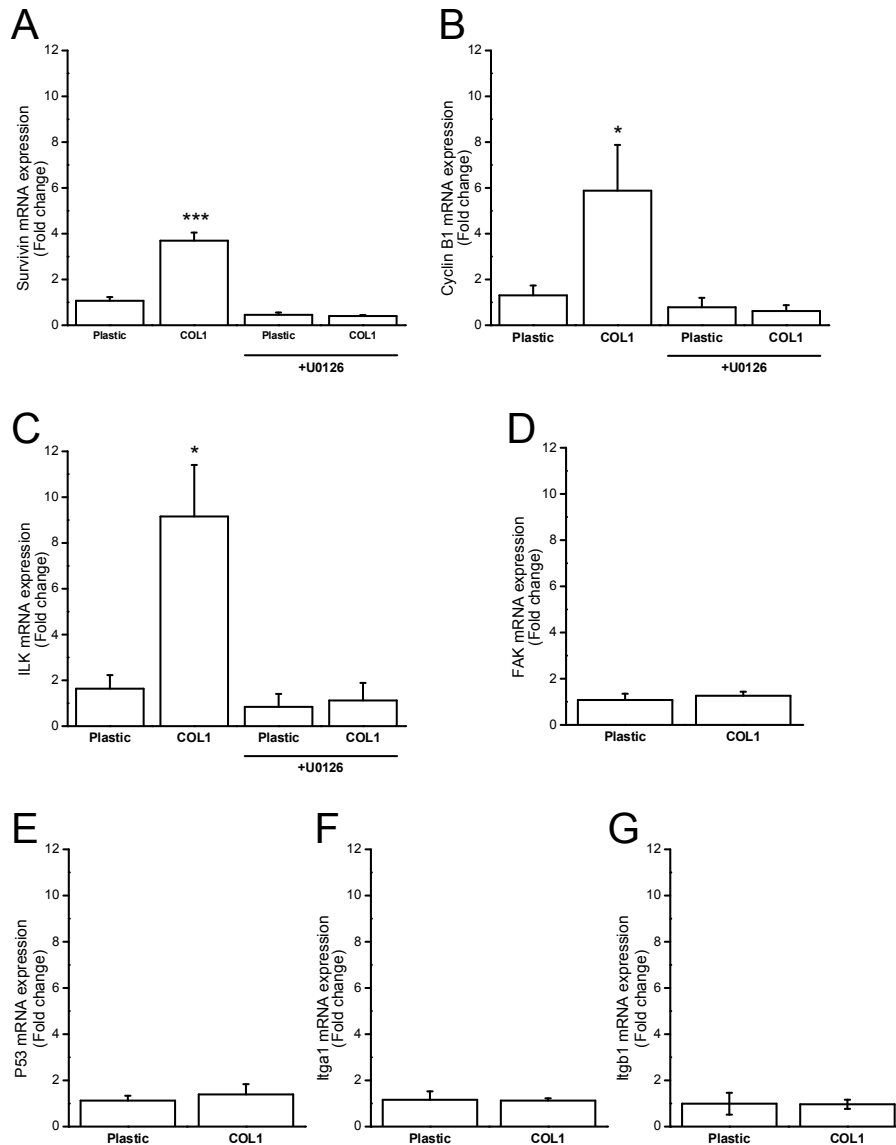 A
Survivin mRNA expression
(Fold change)
12
10
8
6
4
2
0
***
Plastic
COL1
Plastic
COL1
+U0126
B
Cyclin B1 mRNA expression
(Fold change)
12
10
8
6
4
2
0
*
Plastic
COL1
Plastic
COL1
+U0126
C
ILK mRNA expression
(Fold change)
12
10
8
6
4
2
0
*
Plastic
COL1
Plastic
COL1
+U0126
D
FAK mRNA expression
(Fold change)
12
10
8
6
4
2
0
Plastic
COL1
E
P53 mRNA expression
(Fold change)
12
10
8
6
4
2
0
Plastic
COL1
F
Itga1 mRNA expression
(Fold change)
12
10
8
6
4
2
0
Plastic
COL1
G
Itgb1 mRNA expression
(Fold change)
12
10
8
6
4
2
0
Plastic
COL1